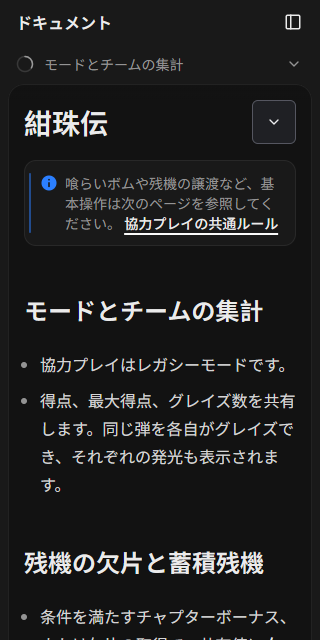 ドキュメント
モードとチームの集計
紺珠伝
喰らいボムや残機の譲渡など、基
本操作は次のページを参照してく
ださい。 協力プレイの共通ルール
モードとチームの集計
協力プレイはレガシーモードです。
得点、最大得点、グレイズ数を共有
します。同じ弾を各自がグレイズで
き、それぞれの発光も表示されま
す。
残機の欠片と蓄積残機
条件を満たすチャプターボーナス、